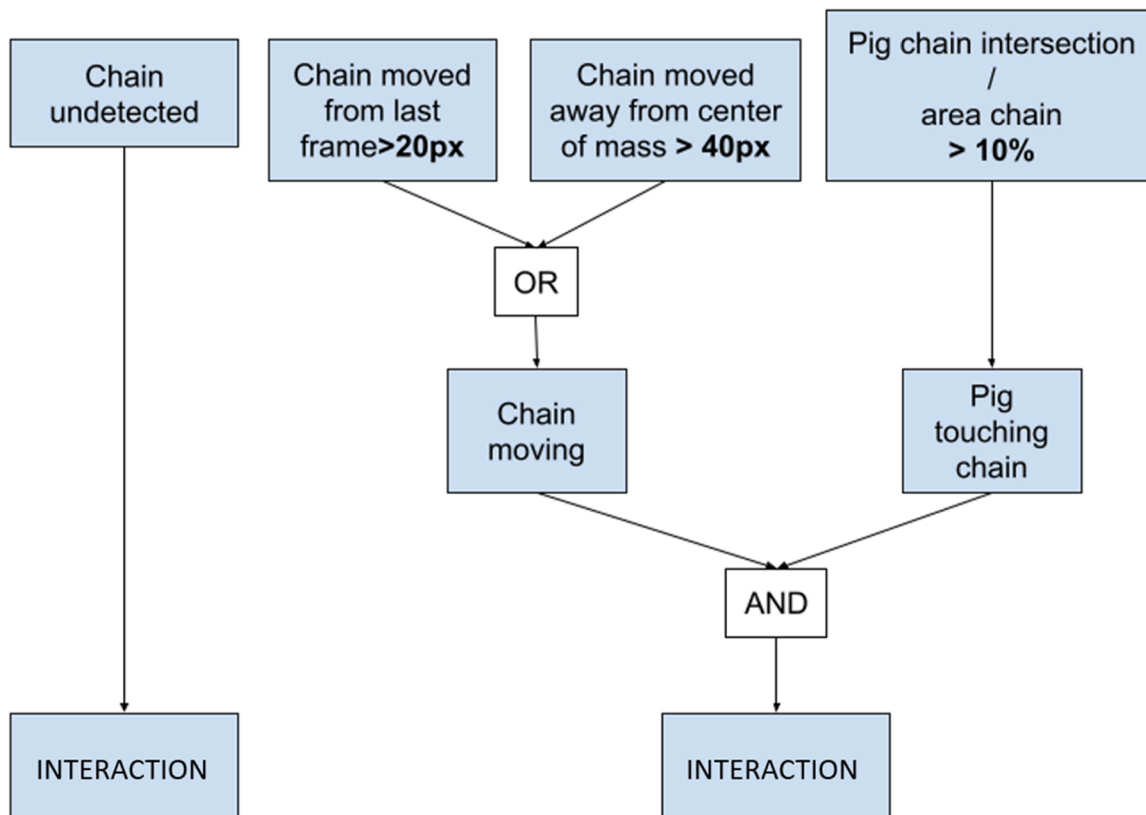 Chain
undetected
Chain moved
from last
frame>20px
Chain moved
away from center
of mass > 40px
Pig chain intersection
/
area chain
> 10%
OR
Chain
moving
Pig
touching
chain
AND
INTERACTION
INTERACTION